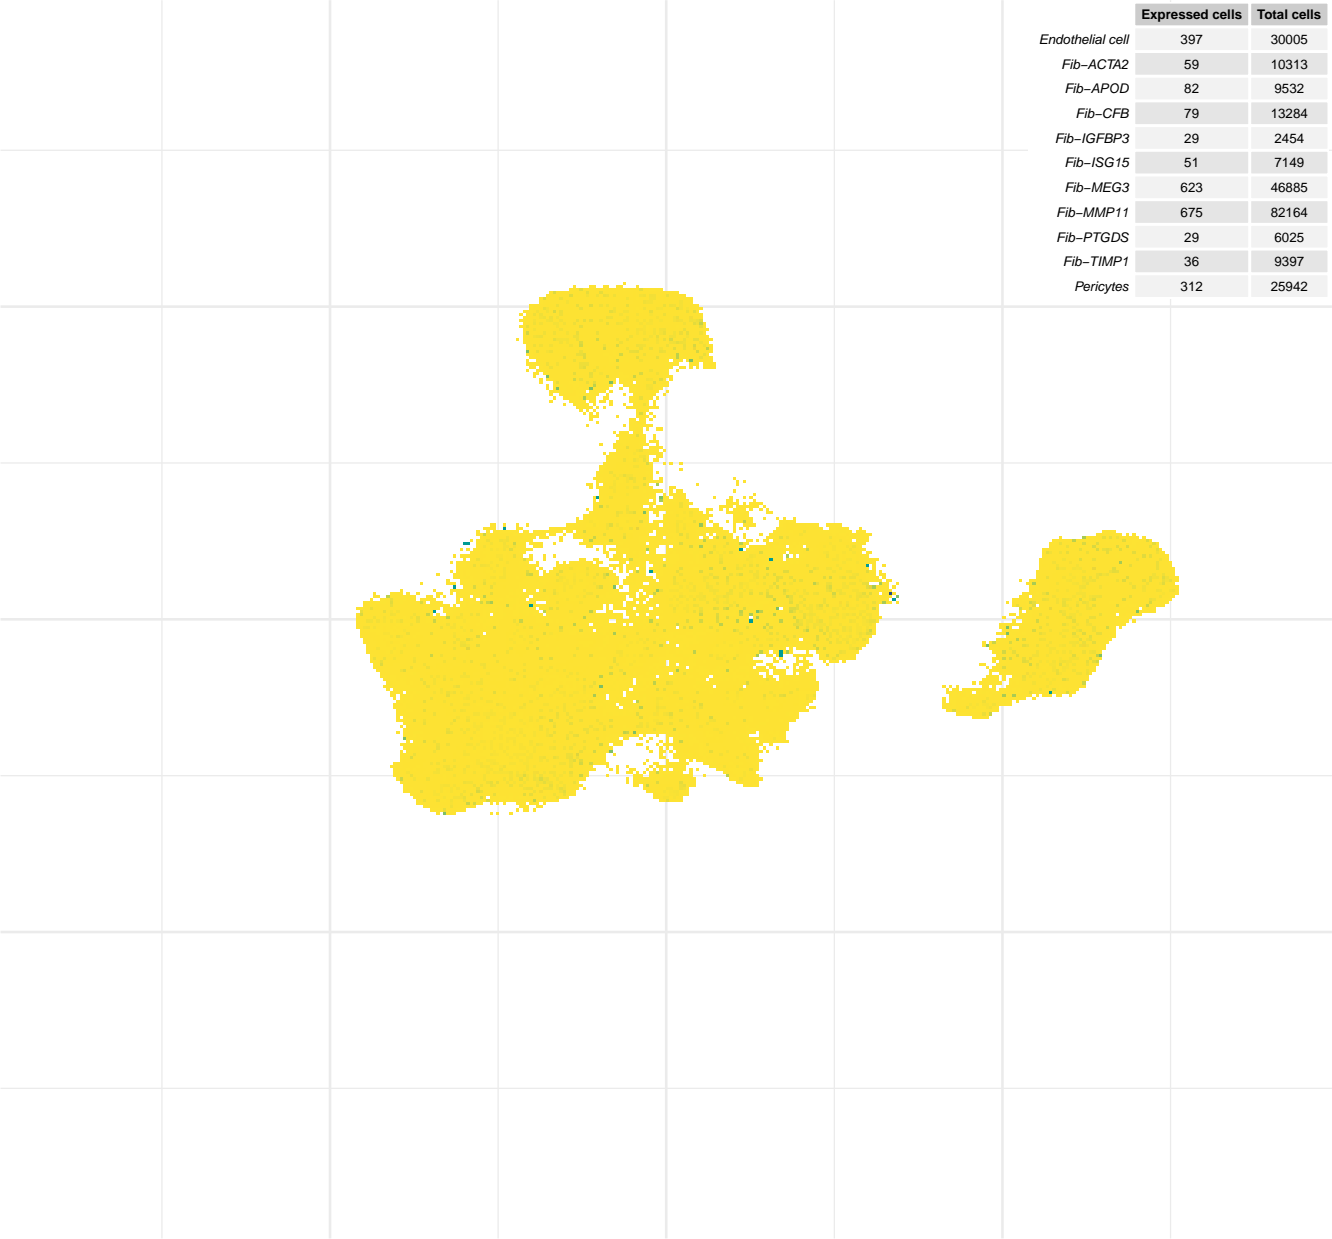 Expressed cells Total cells
Endothelial cell 397 30005
Fib−ACTA2 59 10313
Fib−APOD 82 9532
Fib−CFB 79 13284
Fib−IGFBP3 29 2454
Fib−ISG15 51 7149
Fib−MEG3 623 46885
Fib−MMP11 675 82164
Fib−PTGDS 29 6025
Fib−TIMP1 36 9397
Pericytes 312 25942